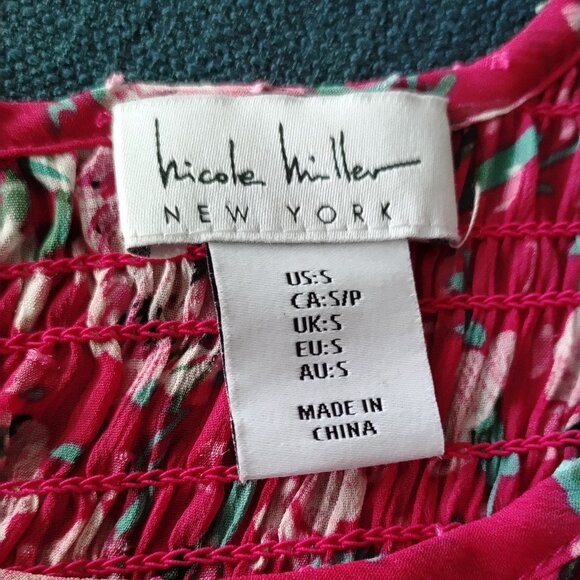 Nicole Miller
NEW YORK
US:S
CA:S/P
UK:S
EU:S
AU:S
MADE IN
CHINA